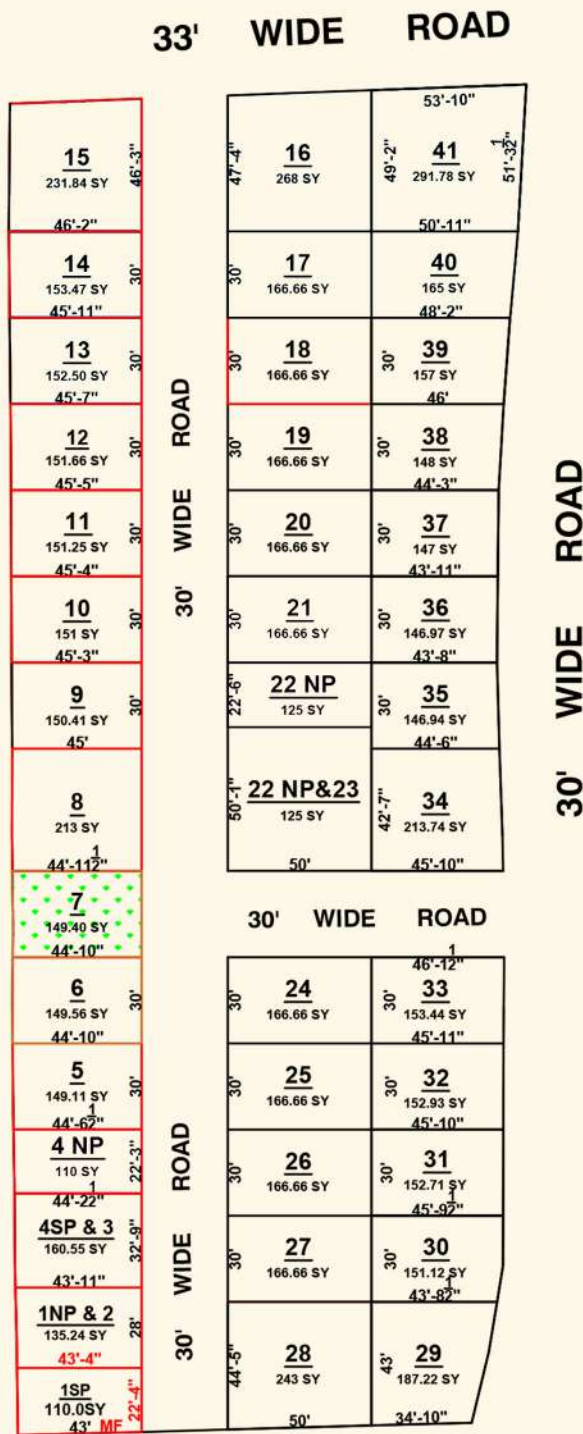 33' WIDE ROAD
15
231.84 SY
46'-3"
46'-2"
14
153.47 SY
30'
45'-11"
13
152.50 SY
30'
45'-7"
12
151.66 SY
30'
45'-5"
11
151.25 SY
30'
45'-4"
10
151 SY
30'
45'-3"
9
150.41 SY
30'
45'
8
213 SY
44'-11 1/2"
7
149.40 SY
44'-10"
6
149.56 SY
30'
44'-10"
5
149.11 SY
30'
44'-6 1/2"
4 NP
110 SY
22'-3"
44'-2 1/2"
4SP & 3
160.55 SY
32'-9"
43'-11"
1NP & 2
135.24 SY
28'
43'-4"
1SP
110.0SY
22'-4"
43' MF
30' WIDE ROAD
30' WIDE ROAD
47'-4"
16
268 SY
30'
17
166.66 SY
30'
18
166.66 SY
30'
19
166.66 SY
30'
20
166.66 SY
30'
21
166.66 SY
22'-6"
22 NP
125 SY
50'-1"
22 NP&23
125 SY
50'
53'-10"
49'-2"
41
291.78 SY
51'-3 1/2"
50'-11"
40
165 SY
48'-2"
30'
39
157 SY
46'
30'
38
148 SY
44'-3"
30'
37
147 SY
43'-11"
30'
36
146.97 SY
43'-8"
30'
35
146.94 SY
44'-6"
42'-7"
34
213.74 SY
45'-10"
30' WIDE ROAD
30' WIDE ROAD
30'
24
166.66 SY
30'
25
166.66 SY
30'
26
166.66 SY
30'
27
166.66 SY
44'-5"
28
243 SY
50'
46'-1 1/2"
30'
33
153.44 SY
45'-11"
30'
32
152.93 SY
45'-10"
30'
31
152.71 SY
45'-9 1/2"
30'
30
151.12 SY
43'-8 1/2"
43'
29
187.22 SY
34'-10"